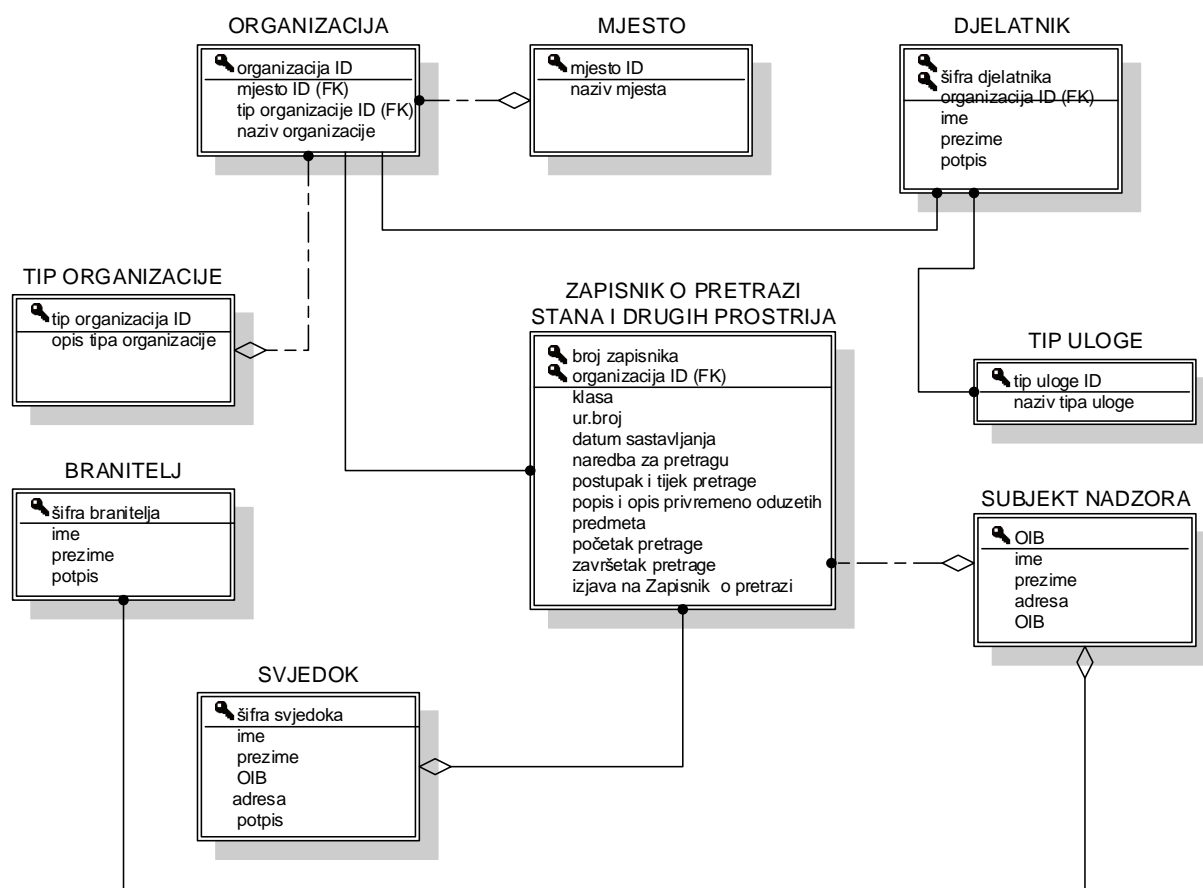 ORGANIZACIJA
organizacija ID
mjesto ID (FK)
tip organizacije ID (FK)
naziv organizacije
MJESTO
mjesto ID
naziv mjesta
DJELATNIK
šifra djelatnika
organizacija ID (FK)
ime
prezime
potpis
TIP ORGANIZACIJE
tip organizacija ID
opis tipa organizacije
ZAPISNIK O PRETRAZI
STANA I DRUGIH PROSTRIJA
broj zapisnika
organizacija ID (FK)
klasa
ur.broj
datum sastavljanja
naredba za pretragu
postupak i tijek pretrage
popis i opis privremeno oduzetih
predmeta
početak pretrage
završetak pretrage
izjava na Zapisnik o pretrazi
TIP ULOGE
tip uloge ID
naziv tipa uloge
BRANITELJ
šifra branitelja
ime
prezime
potpis
SUBJEKT NADZORA
OIB
ime
prezime
adresa
OIB
SVJEDOK
šifra svjedoka
ime
prezime
OIB
adresa
potpis